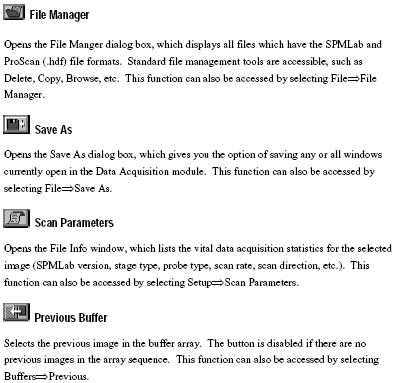 File Manager
Opens the File Manger dialog box, which displays all files which have the SPMLab and
ProScan (.hdf) file formats. Standard file management tools are accessible, such as
Delete, Copy, Browse, etc. This function can also be accessed by selecting File⇒File
Manager.
Save As
Opens the Save As dialog box, which gives you the option of saving any or all windows
currently open in the Data Acquisition module. This function can also be accessed by
selecting File⇒Save As.
Scan Parameters
Opens the File Info window, which lists the vital data acquisition statistics for the selected
image (SPMLab version, stage type, probe type, scan rate, scan direction, etc.). This
function can also be accessed by selecting Setup⇒Scan Parameters.
Previous Buffer
Selects the previous image in the buffer array. The button is disabled if there are no
previous images in the array sequence. This function can also be accessed by selecting
Buffers⇒Previous.